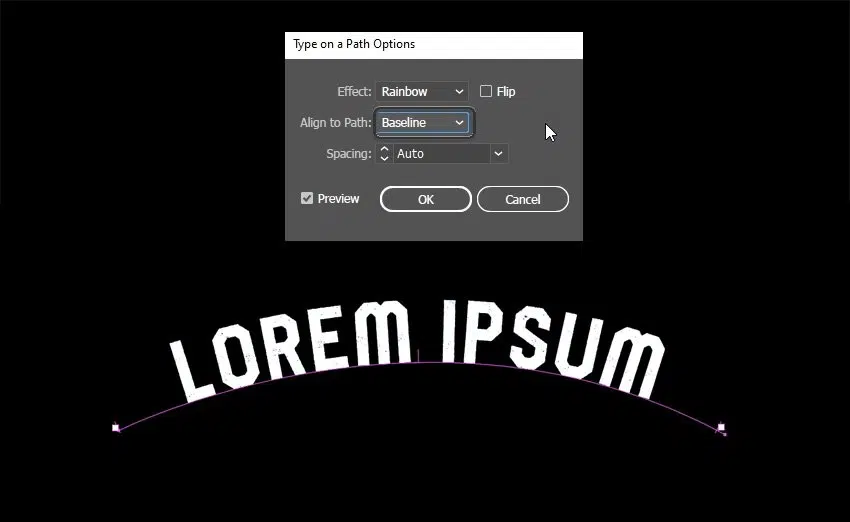 Type on a Path Options
Effect: Rainbow Flip
Align to Path: Baseline
Spacing: Auto
Preview OK Cancel
LOREM IPSUM